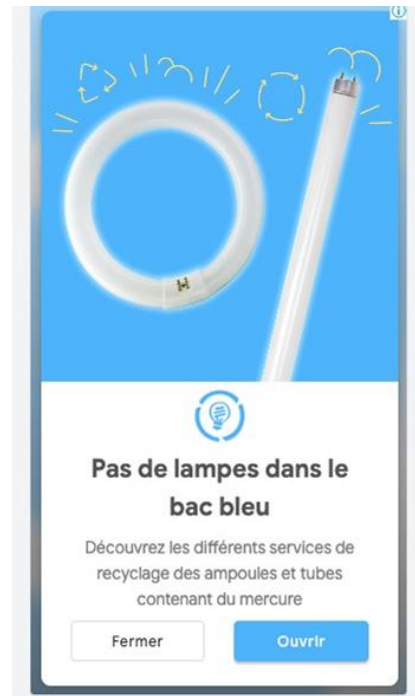 Pas de lampes dans le
bac bleu
Découvrez les différents services de
recyclage des ampoules et tubes
contenant du mercure
Fermer
Ouvrir